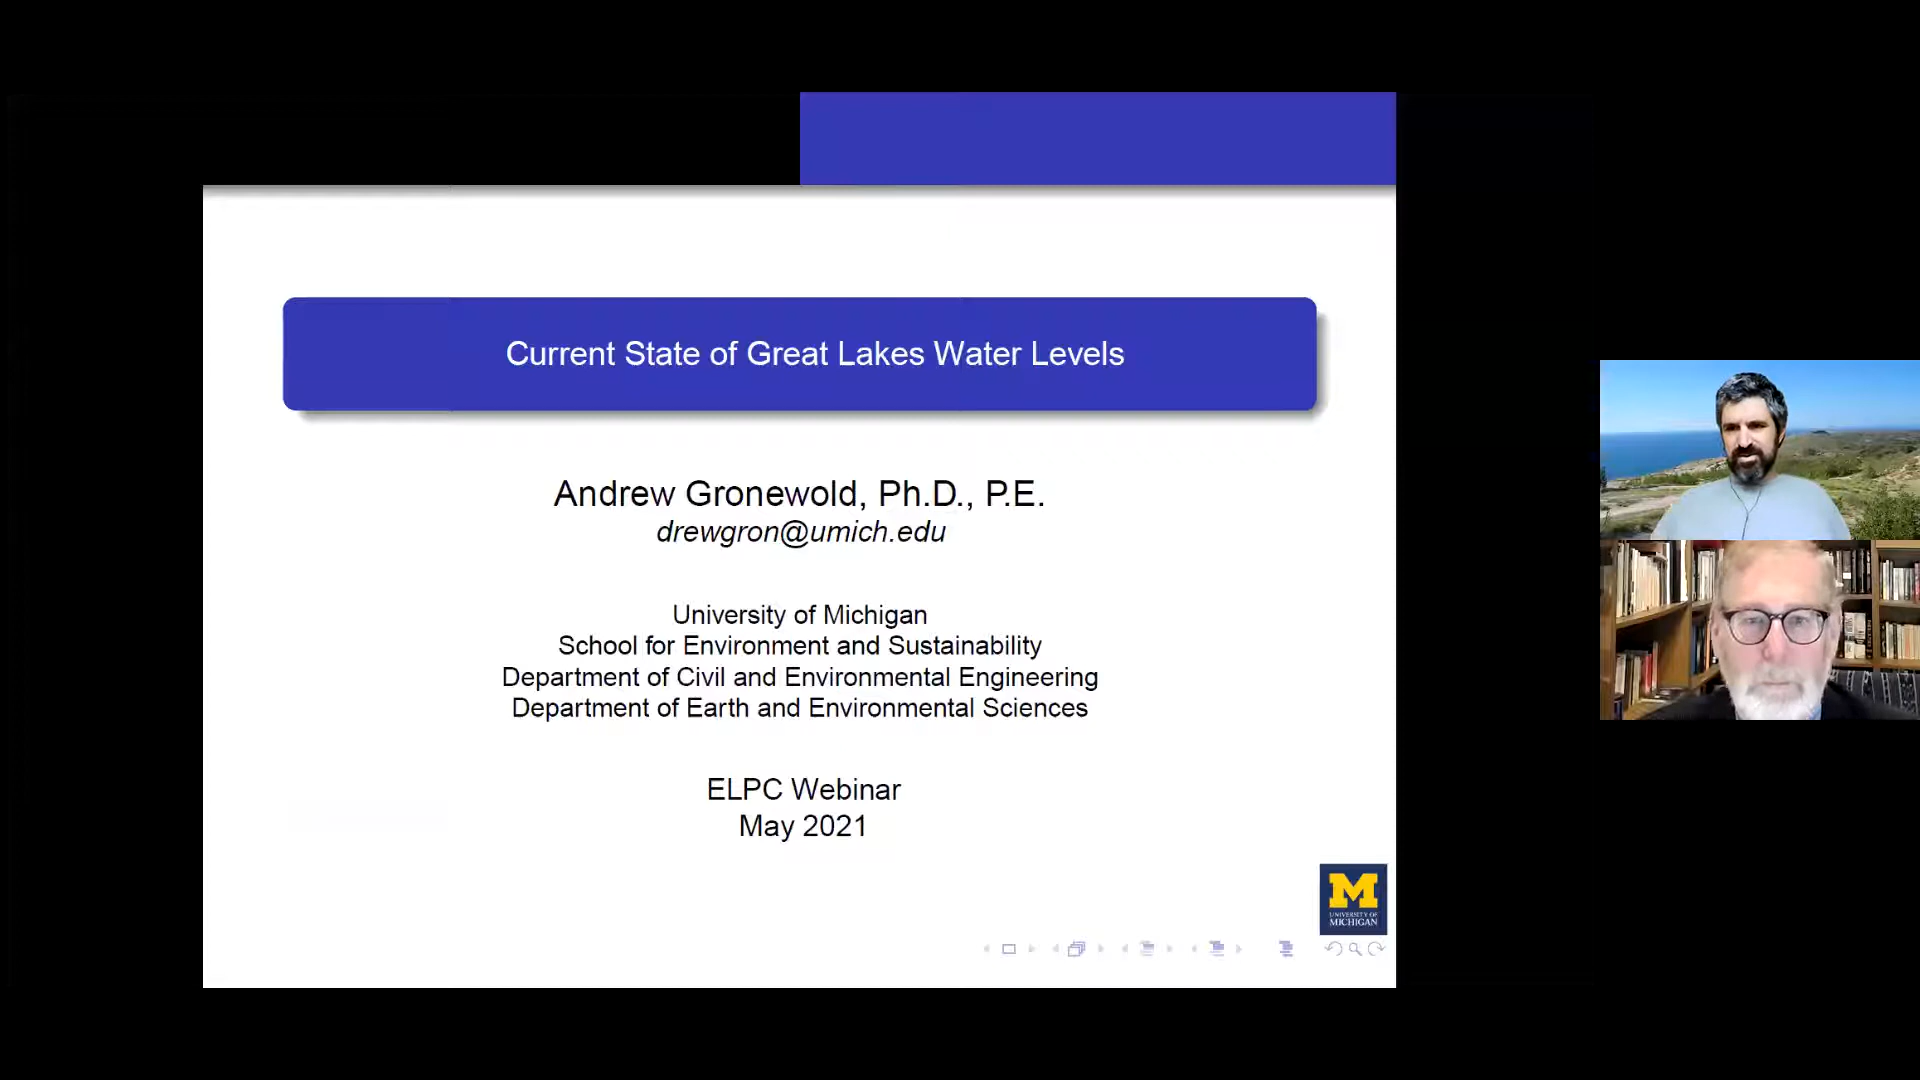 Current State of Great Lakes Water Levels
Andrew Gronewold, Ph.D., P.E.
drewgron@umich.edu
University of Michigan
School for Environment and Sustainability
Department of Civil and Environmental Engineering
Department of Earth and Environmental Sciences
ELPC Webinar
May 2021
M
UNIVERSITY OF
MICHIGAN